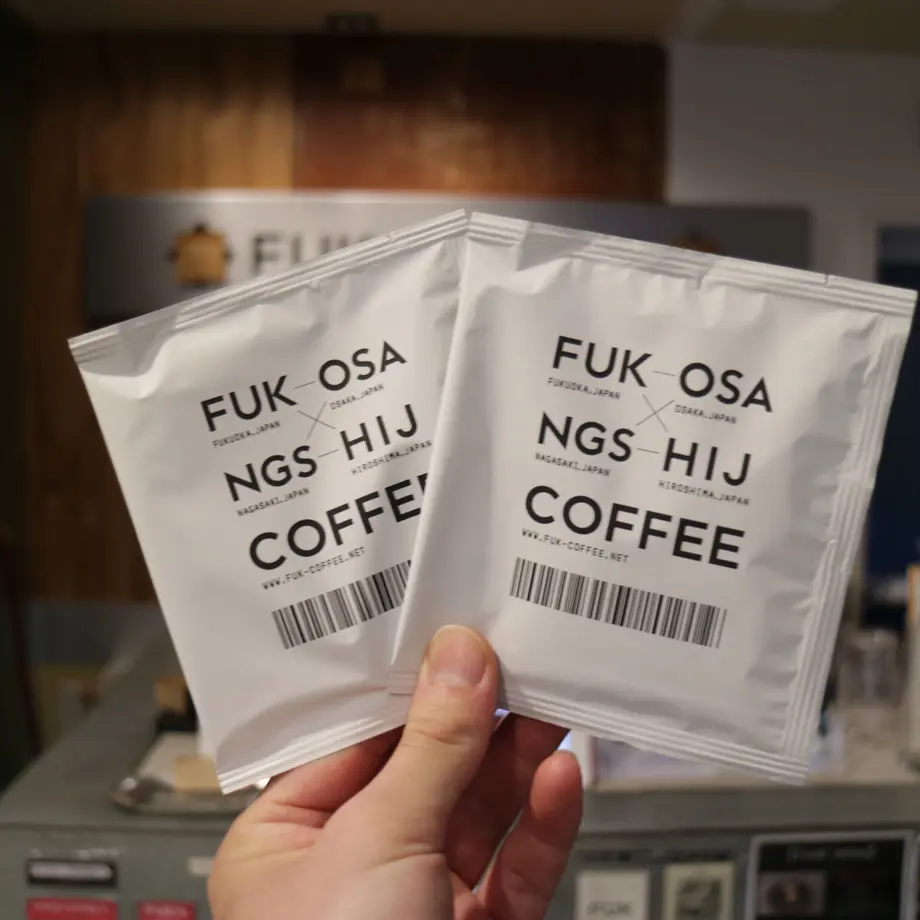 FUK
FUK OSA
FUKUOKA,JAPAN OSAKA,JAPAN
NGS HIJ
NAGASAKI,JAPAN HIROSHIMA,JAPAN
COFFEE
WWW.FUK-COFFEE.NET
FUK OSA
FUKUOKA,JAPAN OSAKA,JAPAN
NGS HIJ
NAGASAKI,JAPAN HIROSHIMA,JAPAN
COFFEE
WWW.FUK-COFFEE.NET